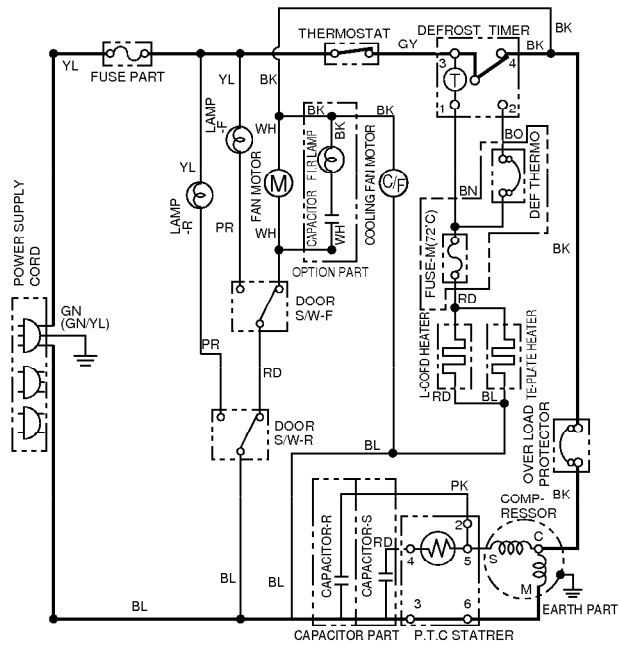 THERMOSTAT
DEFROST TIMER
BK
GY
BK
YL
FUSE PART
YL
BK
3
4
T
1
2
LAMP
-F
WH
BK
BK
BK
BO
CAPACITOR F I R LAMP
COOLING FAN MOTOR
DEF THERMO
YL
LAMP
-R
FAN MOTOR
M
C/F
BN
PR
WH
WH
FUSE-M(72°C)
BK
POWER SUPPLY
CORD
OPTION PART
RD
GN
(GN/YL)
DOOR
S/W-F
PR
RD
L-CORD HEATER
TE-PLATE HEATER
RD
BL
DOOR
S/W-R
OVER LOAD
PROTECTOR
BL
PK
BK
COMP-
RESSOR
CAPACITOR-R
CAPACITOR-S
RD
2
4
5
S
C
M
BL
BL
BL
3
6
EARTH PART
CAPACITOR PART
P.T.C STATRER